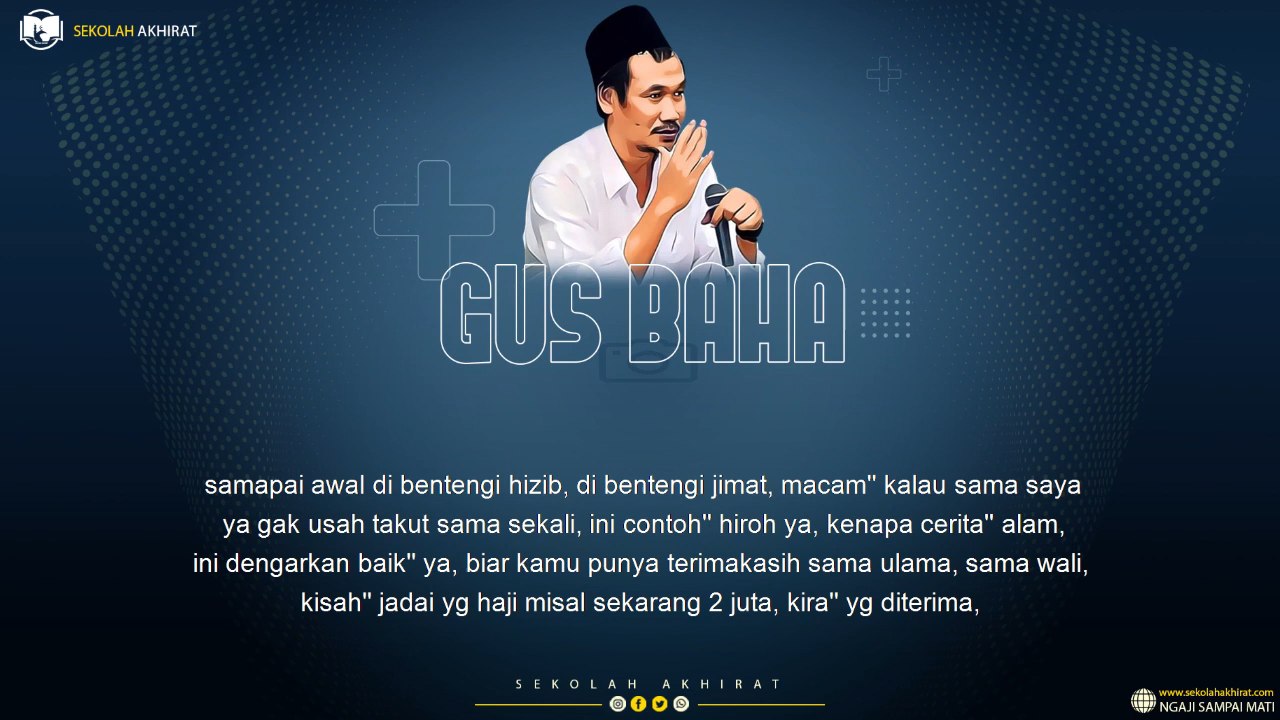 SEKOLAH AKHIRAT
GUS BAHA
samapai awal di bentengi hizib, di bentengi jimat, macam" kalau sama saya
ya gak usah takut sama sekali, ini contoh" hiroh ya, kenapa cerita" alam,
ini dengarkan baik" ya, biar kamu punya terimakasih sama ulama, sama wali,
kisah" jadai yg haji misal sekarang 2 juta, kira" yg diterima,
SEKOLAH AKHIRAT
www.sekolahakhirat.com
NGAJI SAMPAI MATI